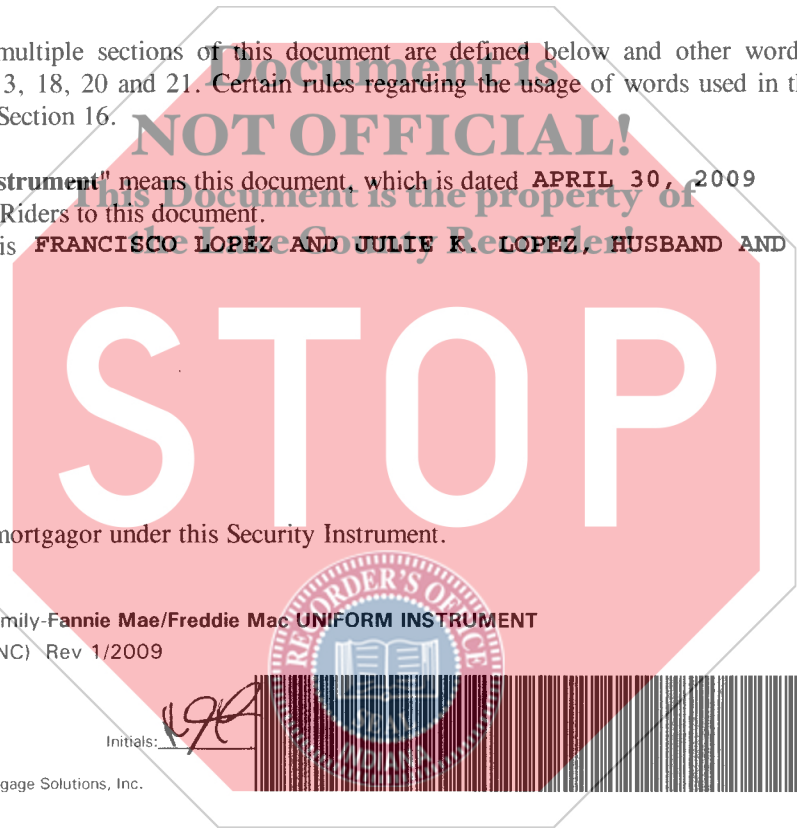 multiple sections of this document are defined below and other word
3, 18, 20 and 21. Certain rules regarding the usage of words used in t
Section 16.
Document is
NOT OFFICIAL!
strument" means this document, which is dated APRIL 30, 2009
This Document is the property of
Riders to this document.
is FRANCISCO LOPEZ AND JULIE K. LOPEZ, HUSBAND AND
the Lake County Recorder!
STOP
mortgagor under this Security Instrument.
mily-Fannie Mae/Freddie Mac UNIFORM INSTRUMENT
NC) Rev 1/2009
RECORDER'S OFFICE
SEAL
INDIANA
Initials:
gage Solutions, Inc.